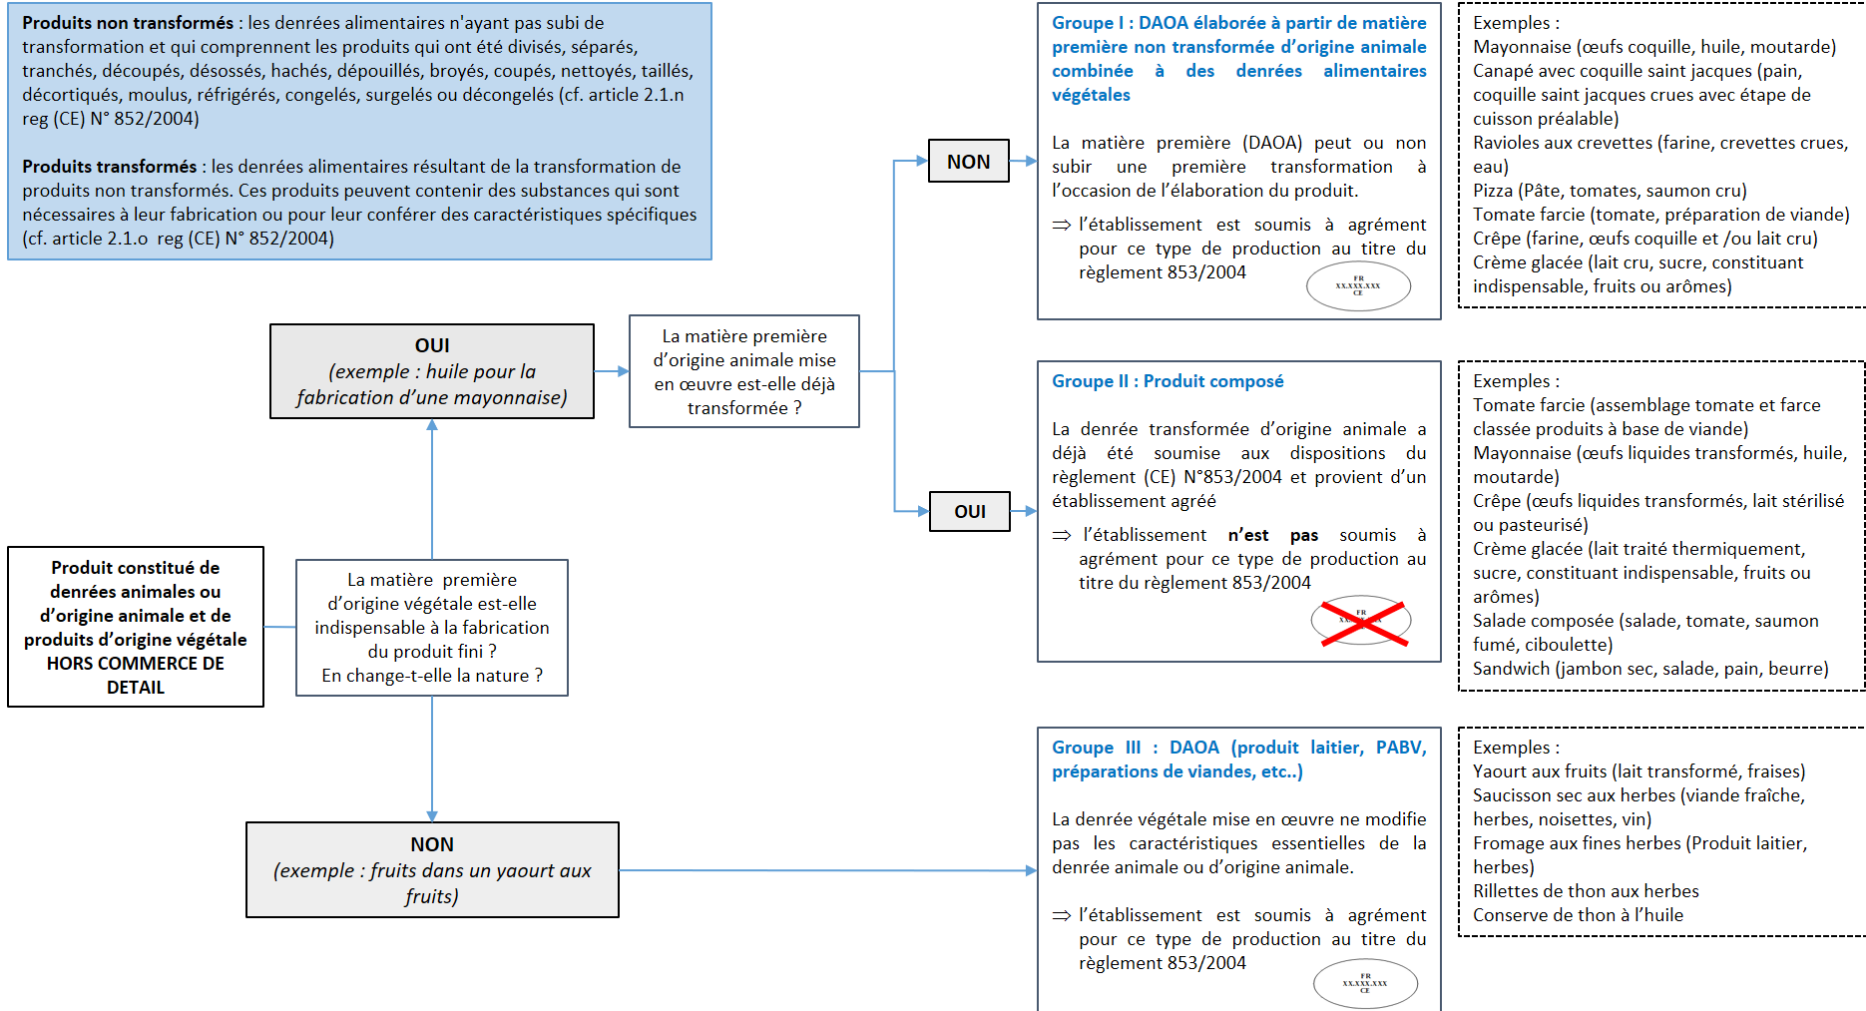 Produits non transformés : les denrées alimentaires n'ayant pas subi de
transformation et qui comprennent les produits qui ont été divisés, séparés,
tranchés, découpés, désossés, hachés, dépouillés, broyés, coupés, nettoyés, taillés,
décortiqués, moulus, réfrigérés, congelés, surgelés ou décongelés (cf. article 2.1.n
reg (CE) N° 852/2004)
Produits transformés : les denrées alimentaires résultant de la transformation de
produits non transformés. Ces produits peuvent contenir des substances qui sont
nécessaires à leur fabrication ou pour leur conférer des caractéristiques spécifiques
(cf. article 2.1.o reg (CE) N° 852/2004)
Produit constitué de
denrées animales ou
d'origine animale et de
produits d'origine végétale
HORS COMMERCE DE
DETAIL
La matière première
d'origine végétale est-elle
indispensable à la fabrication
du produit fini ?
En change-t-elle la nature ?
OUI
(exemple : huile pour la
fabrication d'une mayonnaise)
La matière première
d'origine animale mise
en œuvre est-elle déjà
transformée ?
NON
Groupe I : DAOA élaborée à partir de matière
première non transformée d'origine animale
combinée à des denrées alimentaires
végétales
La matière première (DAOA) peut ou non
subir une première transformation à
l'occasion de l'élaboration du produit.
⇒ l'établissement est soumis à agrément
pour ce type de production au titre du
règlement 853/2004
FR
XX.XXX.XXX
CE
Exemples :
Mayonnaise (œufs coquille, huile, moutarde)
Canapé avec coquille saint jacques (pain,
coquille saint jacques crues avec étape de
cuisson préalable)
Ravioles aux crevettes (farine, crevettes crues,
eau)
Pizza (Pâte, tomates, saumon cru)
Tomate farcie (tomate, préparation de viande)
Crêpe (farine, œufs coquille et /ou lait cru)
Crème glacée (lait cru, sucre, constituant
indispensable, fruits ou arômes)
OUI
Groupe II : Produit composé
La denrée transformée d'origine animale a
déjà été soumise aux dispositions du
règlement (CE) N°853/2004 et provient d'un
établissement agréé
⇒ l'établissement n'est pas soumis à
agrément pour ce type de production au
titre du règlement 853/2004
FR
Exemples :
Tomate farcie (assemblage tomate et farce
classée produits à base de viande)
Mayonnaise (œufs liquides transformés, huile,
moutarde)
Crêpe (œufs liquides transformés, lait stérilisé
ou pasteurisé)
Crème glacée (lait traité thermiquement,
sucre, constituant indispensable, fruits ou
arômes)
Salade composée (salade, tomate, saumon
fumé, ciboulette)
Sandwich (jambon sec, salade, pain, beurre)
NON
(exemple : fruits dans un yaourt aux
fruits)
Groupe III : DAOA (produit laitier, PABV,
préparations de viandes, etc..)
La denrée végétale mise en œuvre ne modifie
pas les caractéristiques essentielles de la
denrée animale ou d'origine animale.
⇒ l'établissement est soumis à agrément
pour ce type de production au titre du
règlement 853/2004
FR
XX.XXX.XXX
CE
Exemples :
Yaourt aux fruits (lait transformé, fraises)
Saucisson sec aux herbes (viande fraîche,
herbes, noisettes, vin)
Fromage aux fines herbes (Produit laitier,
herbes)
Rillettes de thon aux herbes
Conserve de thon à l'huile